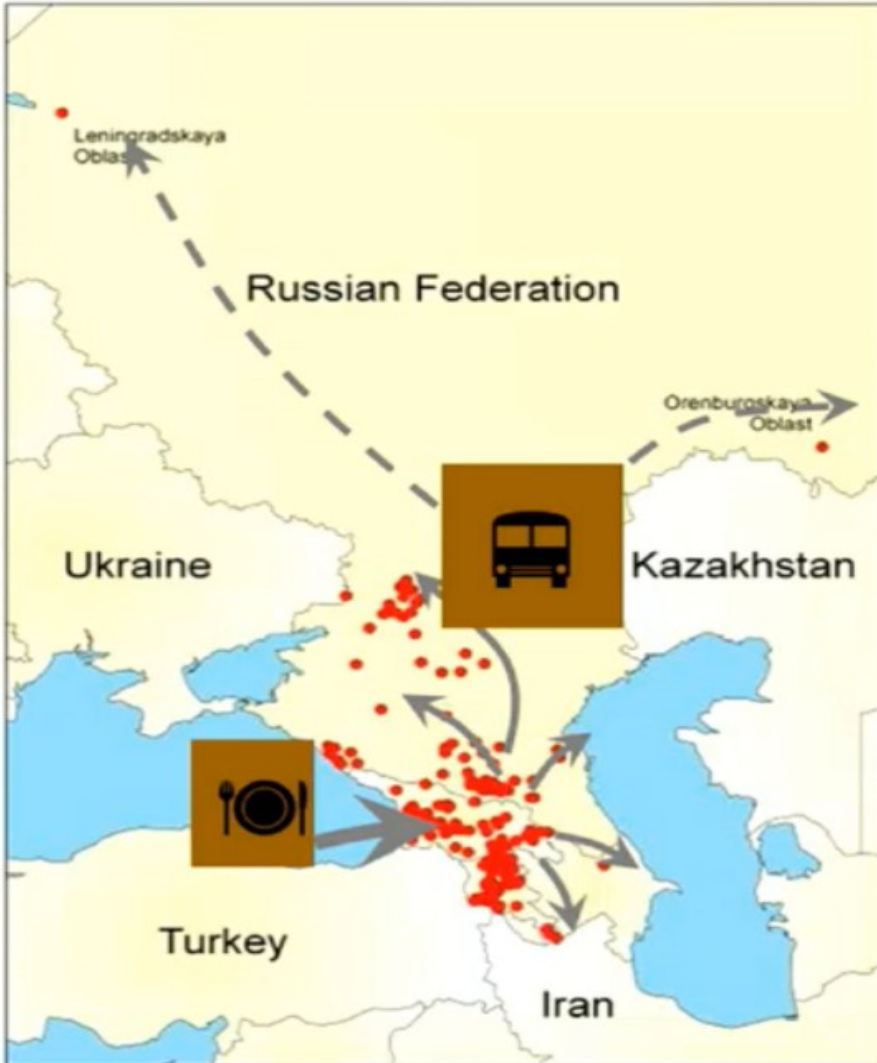 Leningradskaya
Oblast
Russian Federation
Orenburgskaya
Oblast
Ukraine
Kazakhstan
Turkey
Iran